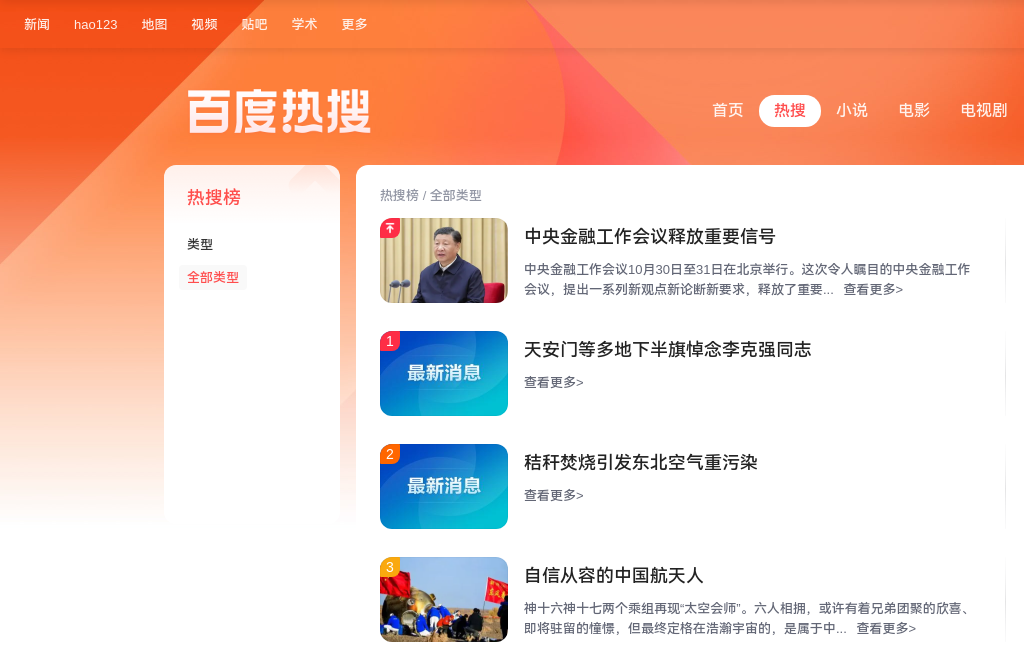 新闻 hao123 地图 视频 贴吧 学术 更多
百度热搜
首页 热搜 小说 电影 电视剧
热搜榜
类型
全部类型
热搜榜 / 全部类型
中央金融工作会议释放重要信号
中央金融工作会议10月30日至31日在北京举行。这次令人瞩目的中央金融工作
会议，提出一系列新观点新论断新要求，释放了重要... 查看更多>
1
最新消息
天安门等多地下半旗悼念李克强同志
查看更多>
2
最新消息
秸秆焚烧引发东北空气重污染
查看更多>
3
自信从容的中国航天人
神十六神十七两个乘组再现“太空会师”。六人相拥，或许有着兄弟团聚的欣喜、
即将驻留的憧憬，但最终定格在浩瀚宇宙的，是属于中... 查看更多>